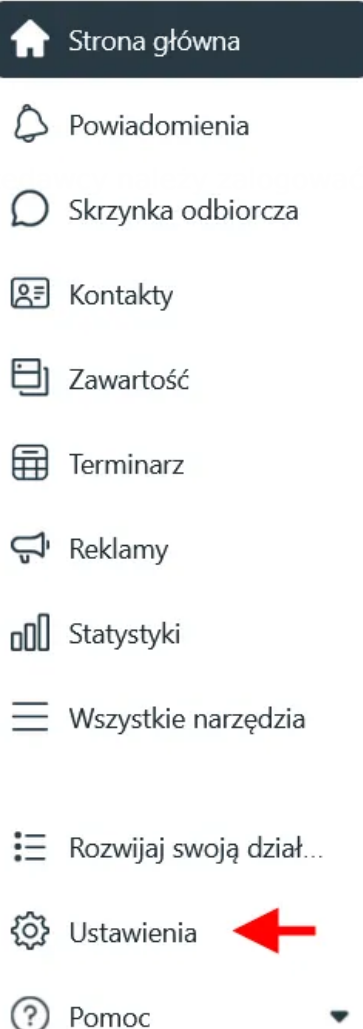 Strona główna
Powiadomienia
Skrzynka odbiorcza
Kontakty
Zawartość
Terminarz
Reklamy
Statystyki
Wszystkie narzędzia
Rozwijaj swoją dział...
Ustawienia
Pomoc